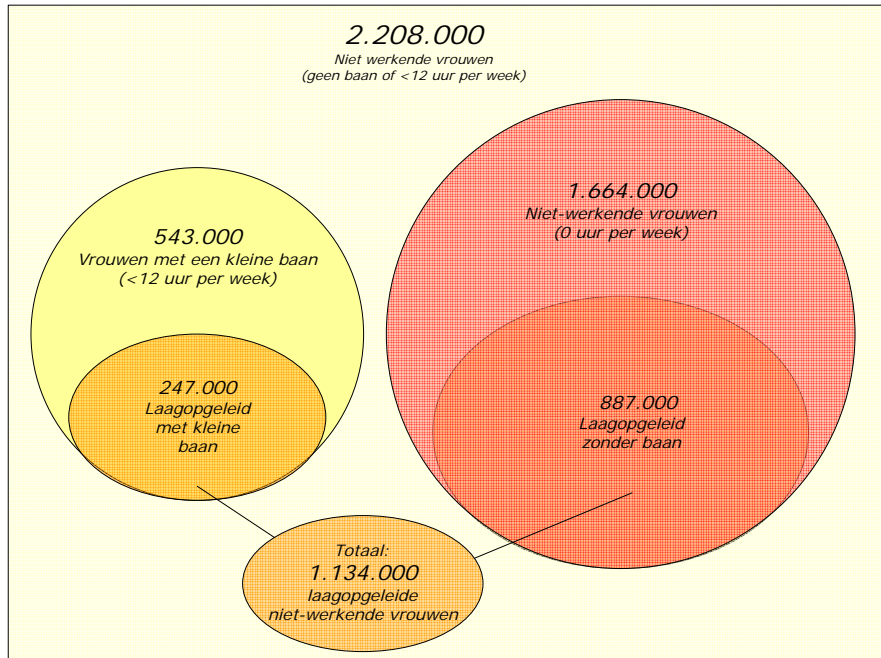 2.208.000
Niet werkende vrouwen
(geen baan of <12 uur per week)
543.000
Vrouwen met een kleine baan
(<12 uur per week)
247.000
Laagopgeleid
met kleine
baan
1.664.000
Niet-werkende vrouwen
(0 uur per week)
887.000
Laagopgeleid
zonder baan
Totaal:
1.134.000
laagopgeleide
niet-werkende vrouwen